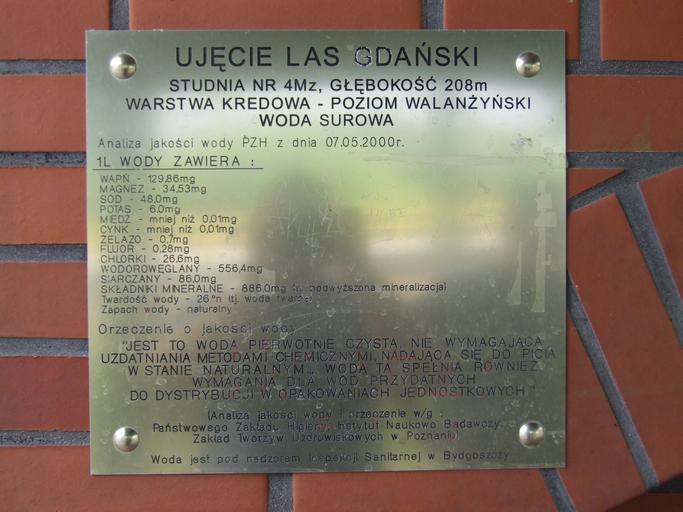 UJĘCIE LAS GDAŃSKI
STUDNIA NR 4Mz, GŁĘBOKOŚĆ 208m
WARSTWA KREDOWA - POZIOM WALANŻYŃSKI
WODA SUROWA
Analiza jakości wody PZH z dnia 07.05.2000r.
1L WODY ZAWIERA :
WAPŃ - 129,86mg
MAGNEZ - 34,53mg
SÓD - 48,0mg
POTAS - 6,0mg
MEDŹ - mniej niż 0,01mg
CYNK - mniej niż 0,01mg
ŻELAZO - 0,7mg
FLUOR - 0,28mg
CHLORKI - 26,6mg
WODOROWĘGLANY - 556,4mg
SIARCZANY - 86,0mg
SKŁADNIKI MINERALNE - 886,0mg (tj. podwyższona mineralizacja)
Twardość wody - 26°n (tj. woda twarda)
Zapach wody - naturalny
Orzeczenie o jakości wody
"JEST TO WODA PIERWOTNIE CZYSTA, NIE WYMAGAJĄCA
UZDATNIANIA METODAMI CHEMICZNYMI, NADAJĄCA SIĘ DO PICIA
W STANIE NATURALNYM... WODA TA SPEŁNIA RÓWNIEŻ
WYMAGANIA DLA WÓD PRZYDATNYCH
DO DYSTRYBUCJI W OPAKOWANIACH JEDNOSTKOWYCH"
(Analiza jakości wody i orzeczenie w/g :
Państwowego Zakładu Higieny, Instytut Naukowo Badawczy,
Zakład Tworzyw Uzdrowiskowych w Poznaniu)
Woda jest pod nadzorem Inspekcji Sanitarnej w Bydgoszczy